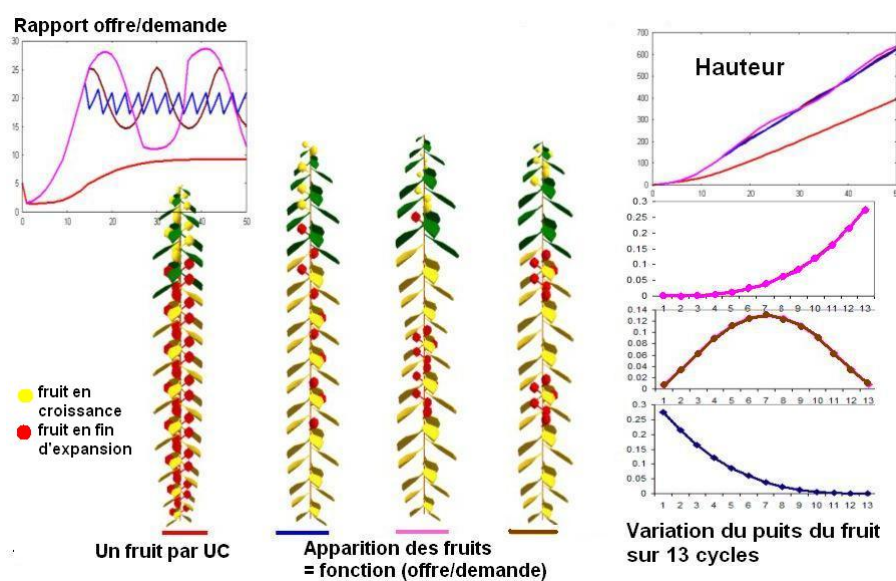 Rapport offre/demande
30
25
20
15
10
5
0
0 10 20 30 40 50
Hauteur
700
600
500
400
300
200
100
0
0 10 20 30 40 50
0.3
0.25
0.2
0.15
0.1
0.05
0
1 2 3 4 5 6 7 8 9 10 11 12 13
0.14
0.12
0.1
0.08
0.06
0.04
0.02
0
1 2 3 4 5 6 7 8 9 10 11 12 13
0.3
0.25
0.2
0.15
0.1
0.05
0
1 2 3 4 5 6 7 8 9 10 11 12 13
fruit en
croissance
fruit en fin
d'expansion
Un fruit par UC
Apparition des fruits
= fonction (offre/demande)
Variation du puits du fruit
sur 13 cycles